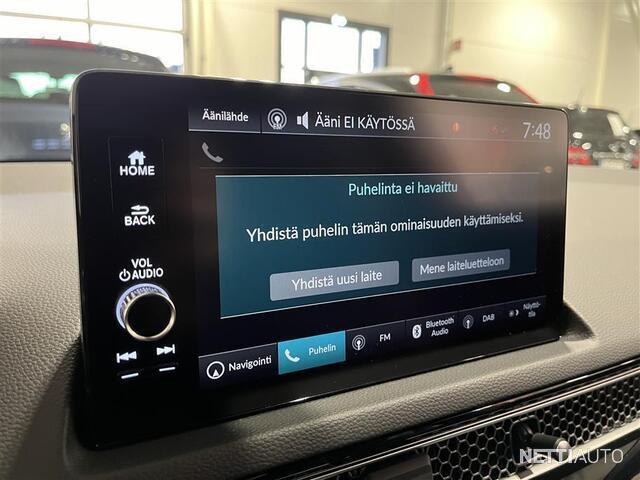 Äänilähde
FM
Ääni EI KÄYTÖSSÄ
7:48
HOME
BACK
VOL
AUDIO
Puhelinta ei havaittu
Yhdistä puhelin tämän ominaisuuden käyttämiseksi.
Yhdistä uusi laite
Mene laiteluetteloon
Navigointi
Puhelin
FM
Bluetooth
Audio
DAB
Näyttö-
tila
NETTIAUTO